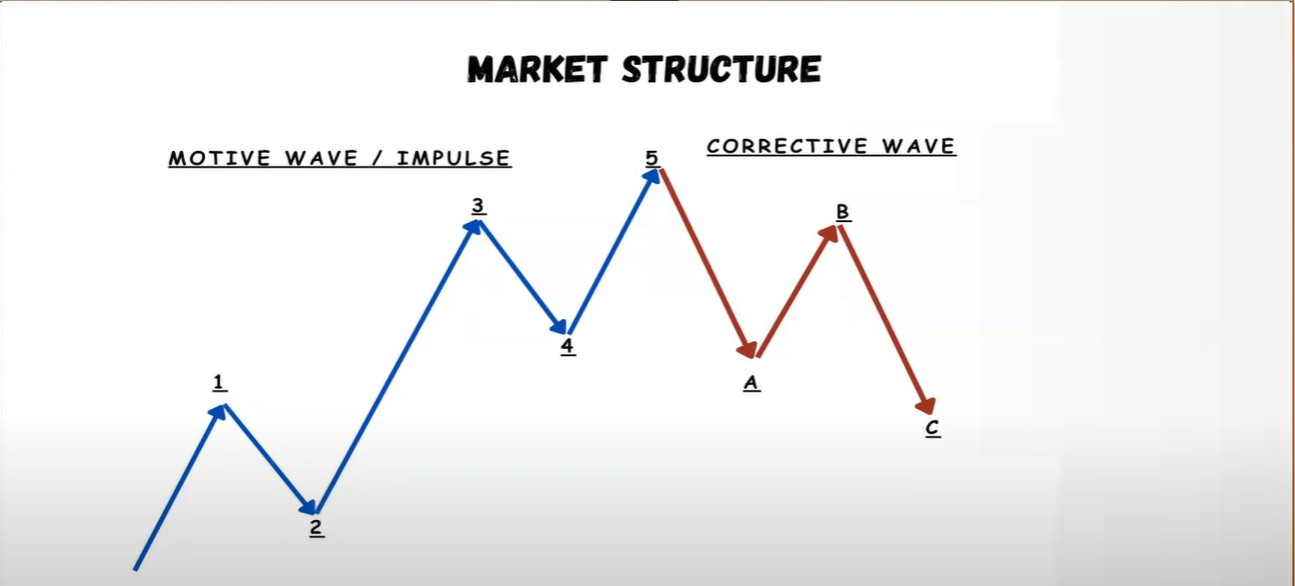 MARKET STRUCTURE
MOTIVE WAVE / IMPULSE
CORRECTIVE WAVE
1
2
3
4
5
A
B
C